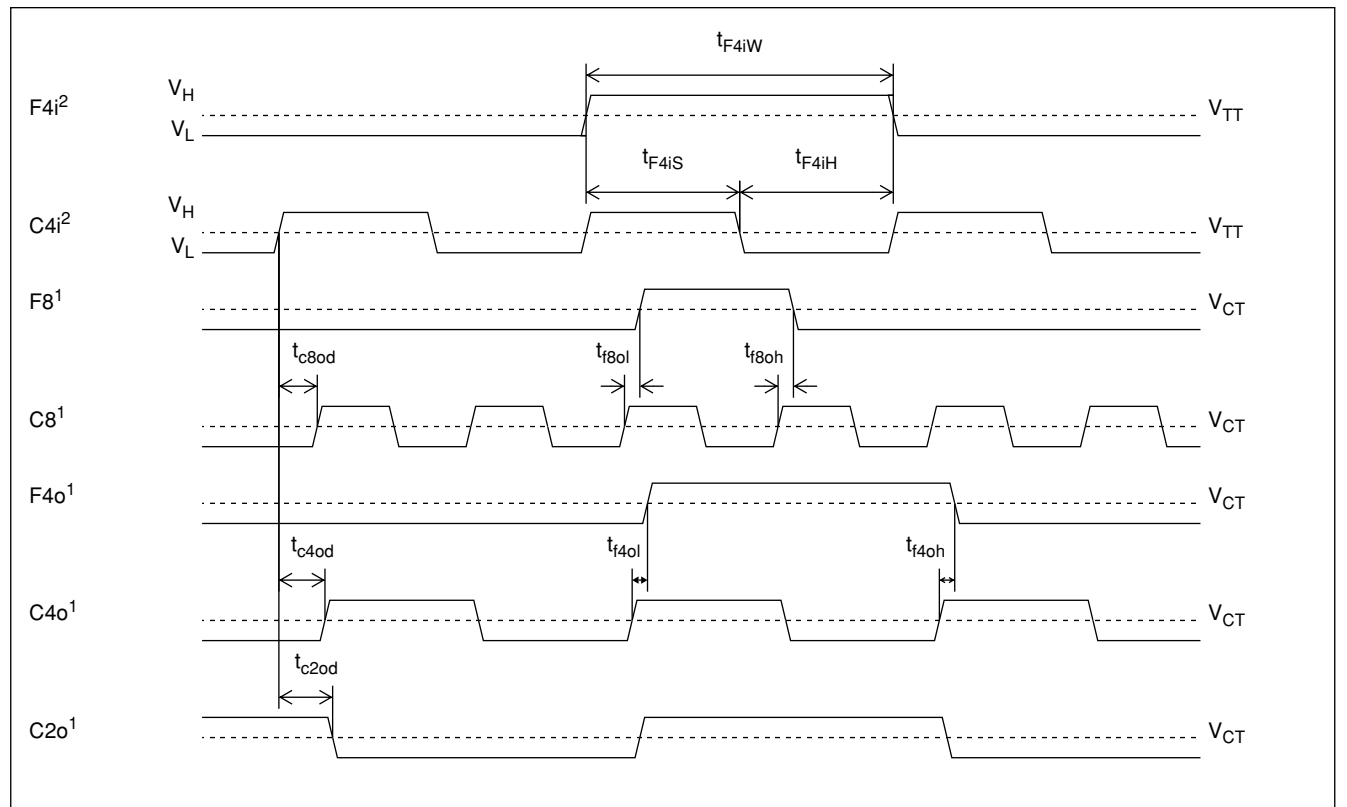 tF4iW
VH
F4i2
VTT
VL
tF4iS
tF4iH
VH
C4i2
VTT
VL
F81
VCT
tc8od
tf8ol
tf8oh
C81
VCT
F4o1
VCT
tc4od
tf4ol
tf4oh
C4o1
VCT
tc2od
C2o1
VCT